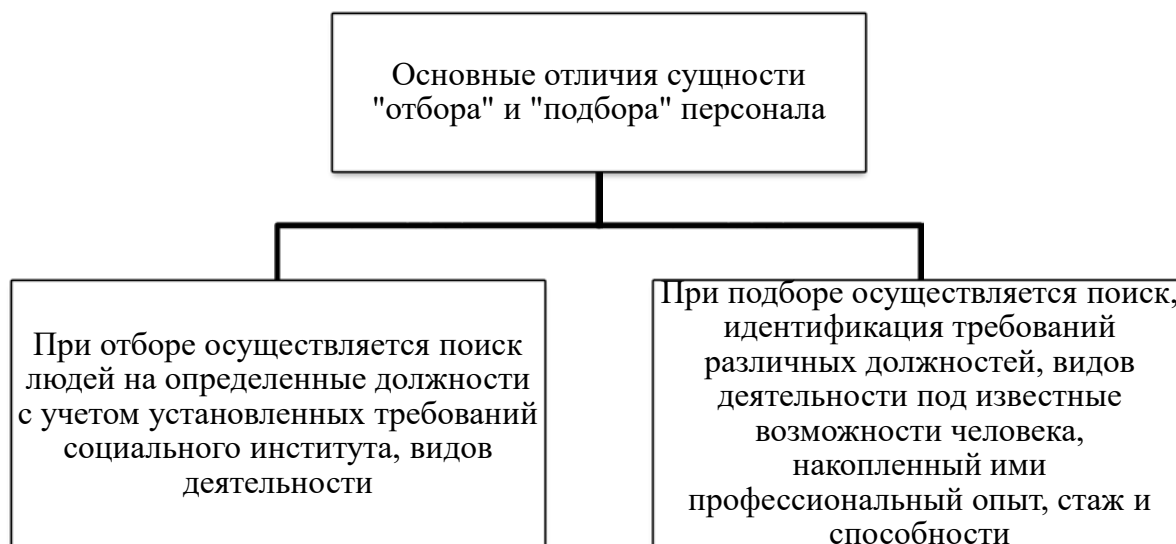 Основные отличия сущности
"отбора" и "подбора" персонала
При отборе осуществляется поиск
людей на определенные должности
с учетом установленных требований
социального института, видов
деятельности
При подборе осуществляется поиск,
идентификация требований
различных должностей, видов
деятельности под известные
возможности человека,
накопленный ими
профессиональный опыт, стаж и
способности